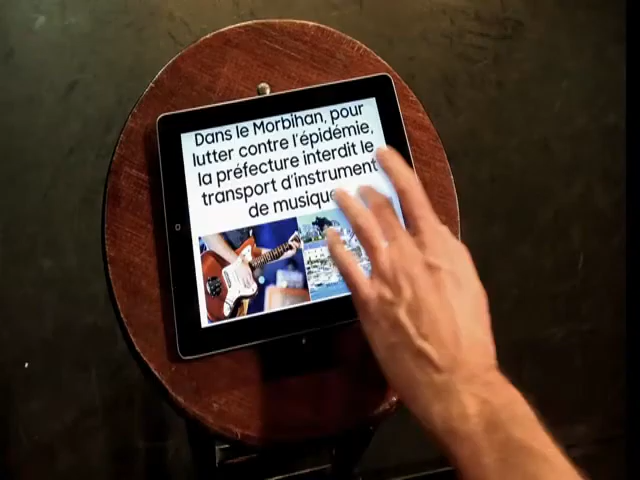 Dans le Morbihan, pour
lutter contre l'épidémie,
la préfecture interdit le
transport d'instrument
de musique